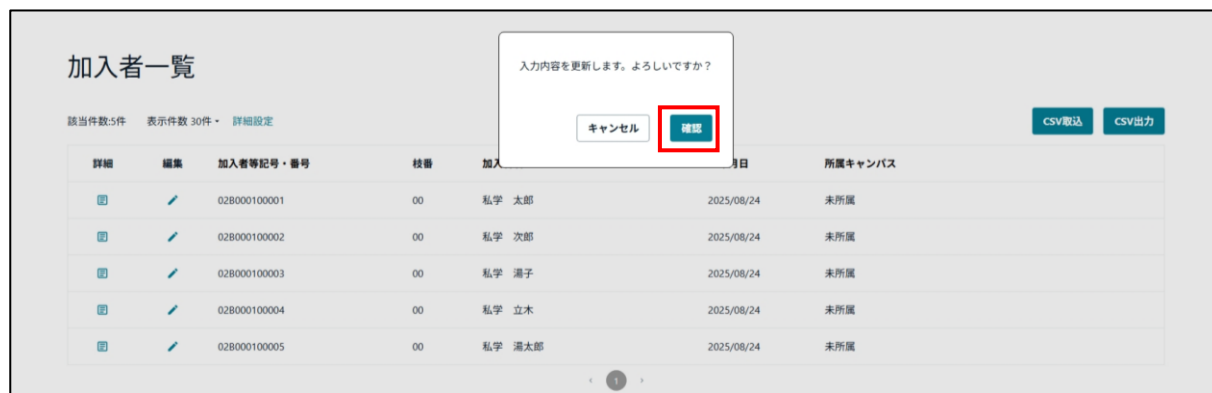 入力内容を更新します。よろしいですか？
キャンセル 確認
加入者一覧
該当件数:5件 表示件数 30件 詳細設定 CSV取込 CSV出力
詳細 編集 加入者等記号・番号 枝番 加入 月日 所属キャンパス
02B000100001 00 私学 太郎 2025/08/24 未所属
02B000100002 00 私学 次郎 2025/08/24 未所属
02B000100003 00 私学 湯子 2025/08/24 未所属
02B000100004 00 私学 立木 2025/08/24 未所属
02B000100005 00 私学 湯太郎 2025/08/24 未所属
1